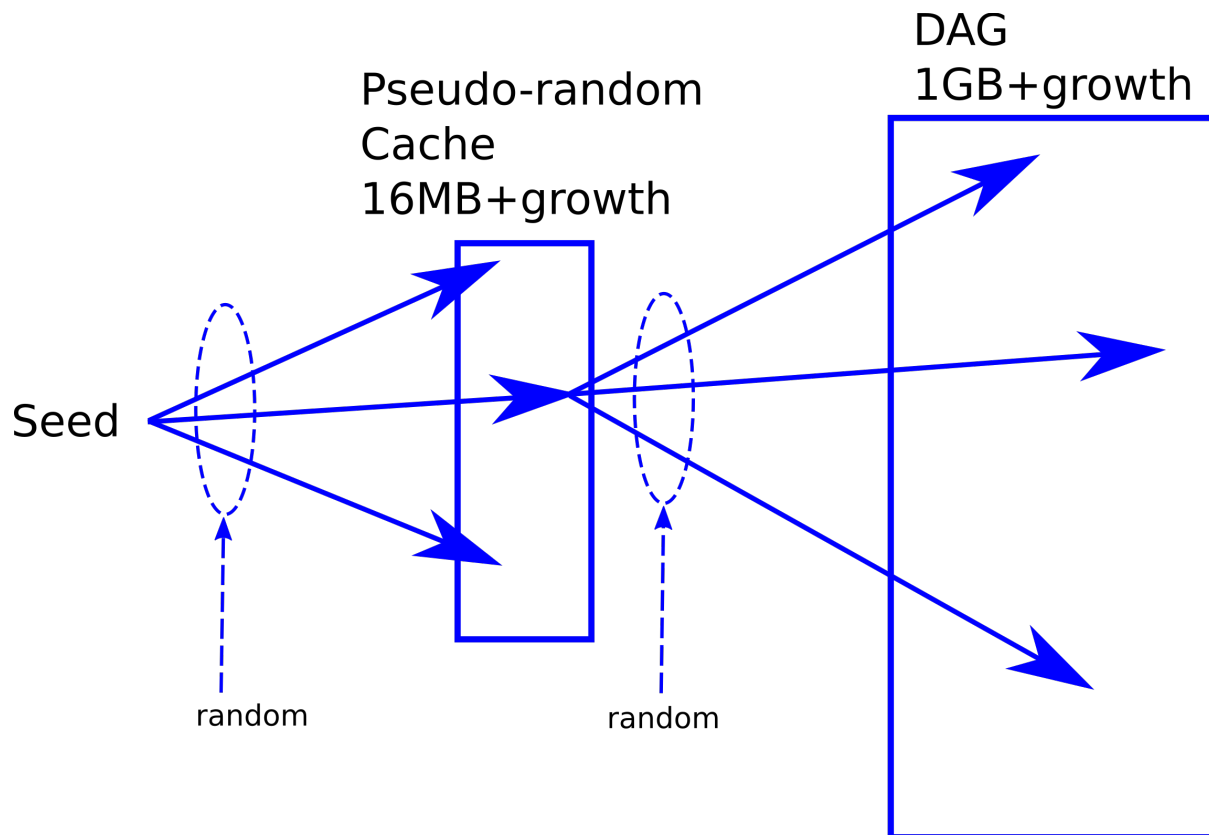 DAG
1GB+growth
Pseudo-random
Cache
16MB+growth
Seed
random
random